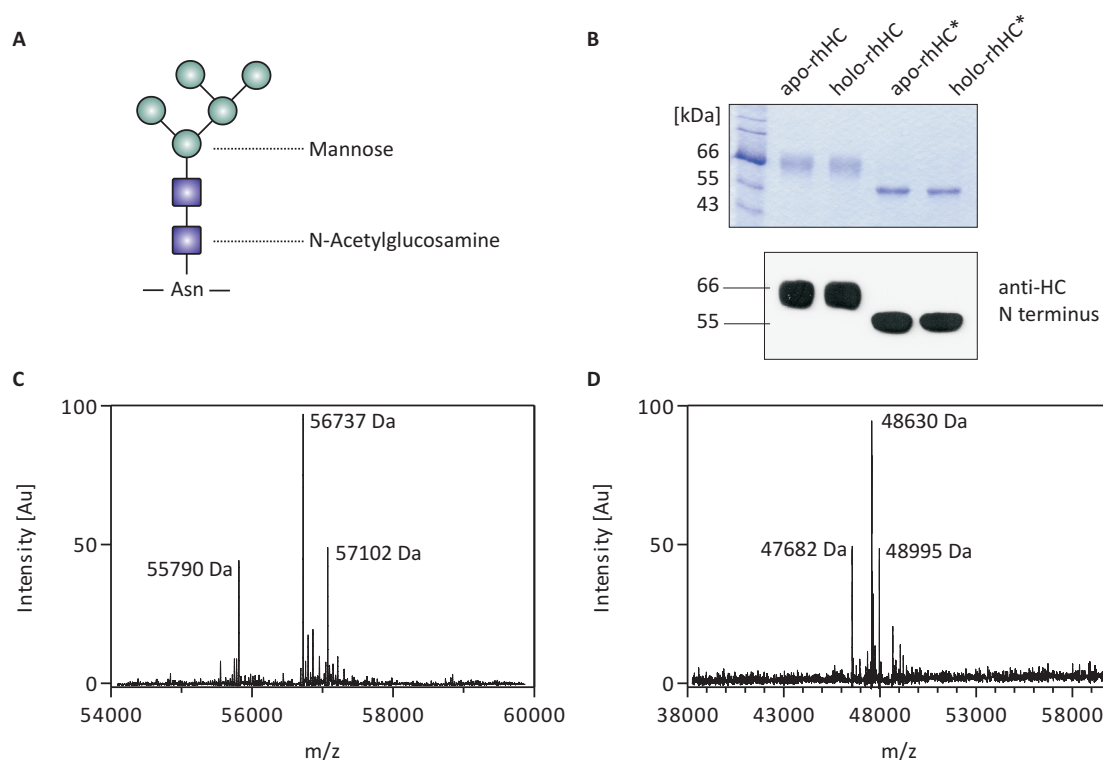 A
Mannose
N-Acetylglucosamine
Asn
B
apo-rhHC
holo-rhHC
apo-rhHC*
holo-rhHC*
[kDa]
66
55
43
66
55
anti-HC
N terminus
C
100
50
0
Intensity [Au]
55790 Da
56737 Da
57102 Da
54000 56000 58000 60000
m/z
D
100
50
0
Intensity [Au]
47682 Da
48630 Da
48995 Da
38000 43000 48000 53000 58000
m/z